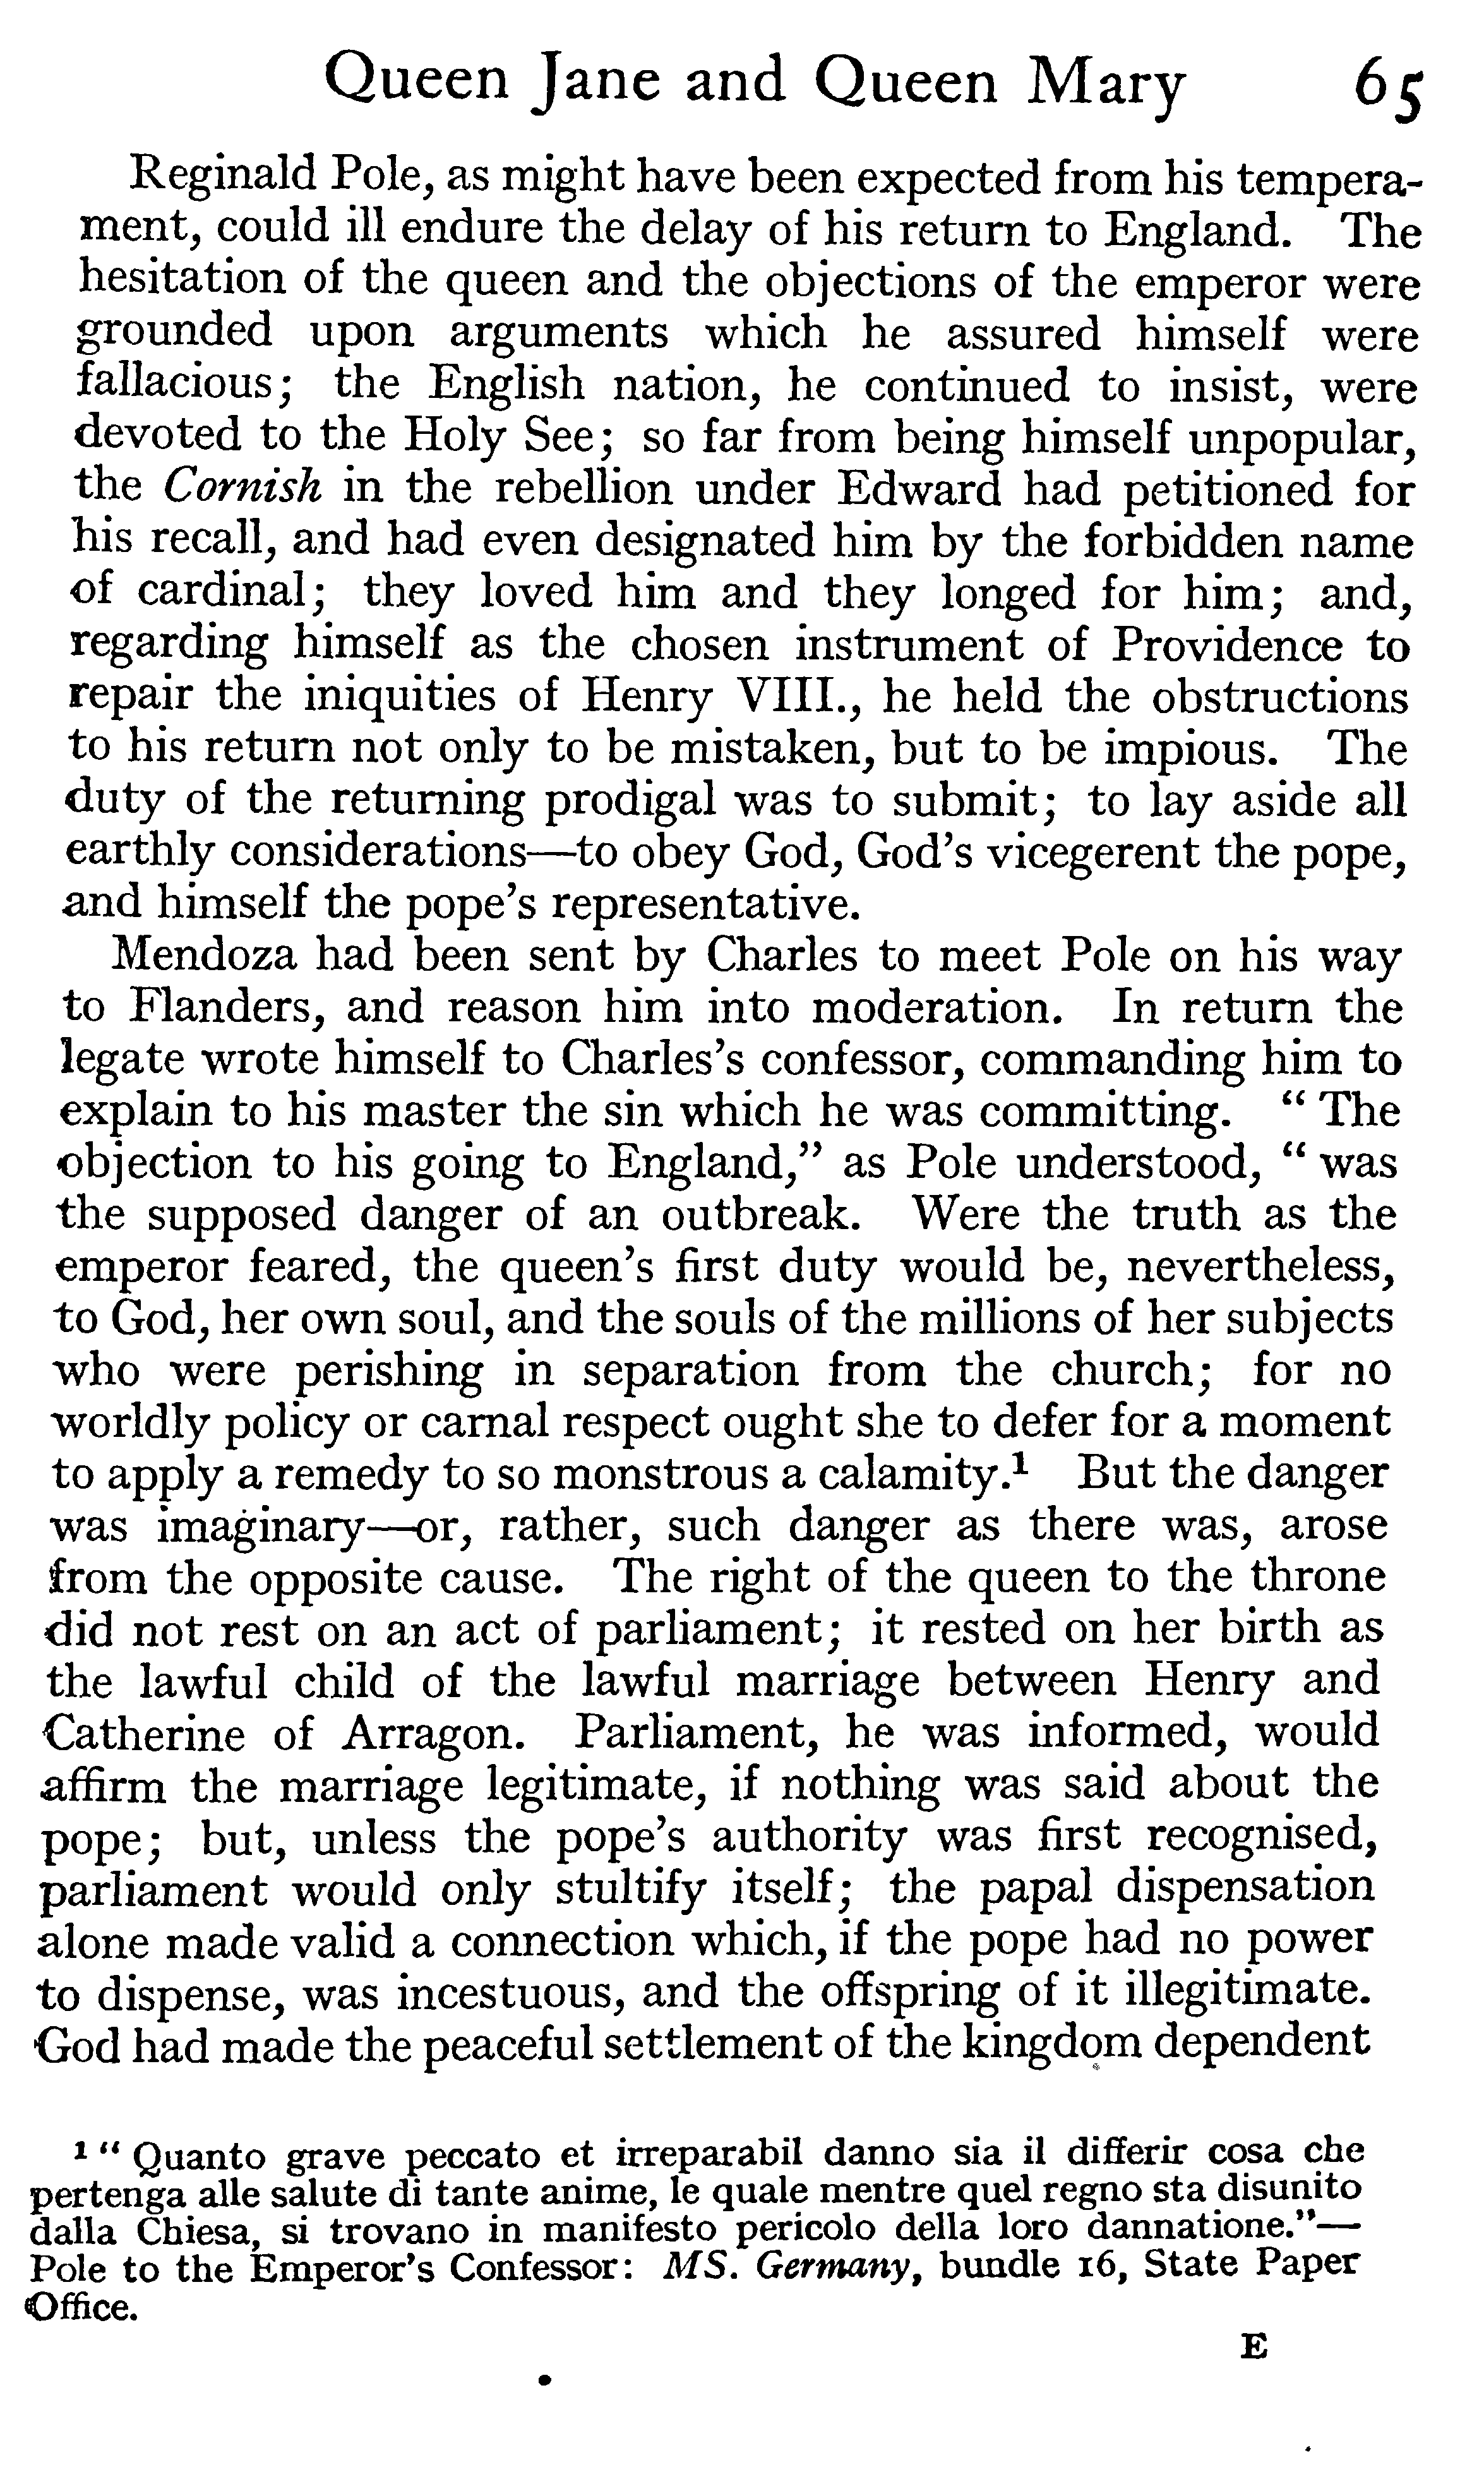 Queen Jane and Queen Mary 65
Reginald Pole, as might have been expected from his tempera-
ment, could ill endure the delay of his return to England. The
hesitation of the queen and the objections of the emperor were
grounded upon arguments which he assured himself were
fallacious; the English nation, he continued to insist, were
devoted to the Holy See; so far from being himself unpopular,
the Cornish in the rebellion under Edward had petitioned for
his recall, and had even designated him by the forbidden name
of cardinal; they loved him and they longed for him; and,
regarding himself as the chosen instrument of Providence to
repair the iniquities of Henry VIII., he held the obstructions
to his return not only to be mistaken, but to be impious. The
duty of the returning prodigal was to submit; to lay aside all
earthly considerations—to obey God, God's vicegerent the pope,
and himself the pope's representative.
Mendoza had been sent by Charles to meet Pole on his way
to Flanders, and reason him into moderation. In return the
legate wrote himself to Charles's confessor, commanding him to
explain to his master the sin which he was committing. " The
objection to his going to England," as Pole understood, " was
the supposed danger of an outbreak. Were the truth as the
emperor feared, the queen's first duty would be, nevertheless,
to God, her own soul, and the souls of the millions of her subjects
who were perishing in separation from the church; for no
worldly policy or carnal respect ought she to defer for a moment
to apply a remedy to so monstrous a calamity.¹ But the danger
was imaginary—or, rather, such danger as there was, arose
from the opposite cause. The right of the queen to the throne
did not rest on an act of parliament; it rested on her birth as
the lawful child of the lawful marriage between Henry and
Catherine of Arragon. Parliament, he was informed, would
affirm the marriage legitimate, if nothing was said about the
pope; but, unless the pope's authority was first recognised,
parliament would only stultify itself; the papal dispensation
alone made valid a connection which, if the pope had no power
to dispense, was incestuous, and the offspring of it illegitimate.
God had made the peaceful settlement of the kingdom dependent
¹ " Quanto grave peccato et irreparabil danno sia il differir cosa che
pertenga alle salute di tante anime, le quale mentre quel regno sta disunito
dalla Chiesa, si trovano in manifesto pericolo della loro dannatione."—
Pole to the Emperor's Confessor: MS. Germany, bundle 16, State Paper
Office.
E